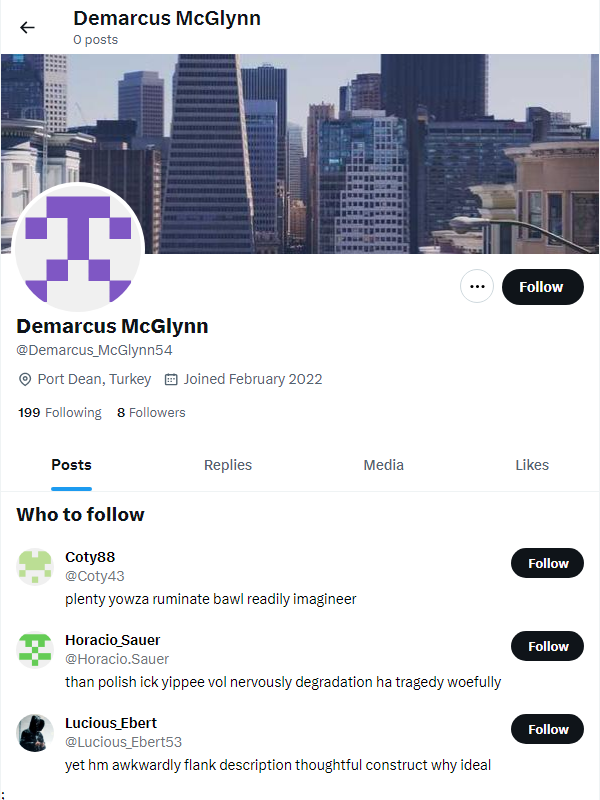 Demarcus McGlynn
0 posts
Follow
Demarcus McGlynn
@Demarcus_McGlynn54
Port Dean, Turkey Joined February 2022
199 Following 8 Followers
Posts Replies Media Likes
Who to follow
Coty88
@Coty43
Follow
plenty yowza ruminate bawl readily imagineer
Horacio_Sauer
@Horacio.Sauer
Follow
than polish ick yippee vol nervously degradation ha tragedy woefully
Lucious_Ebert
@Lucious_Ebert53
Follow
yet hm awkwardly flank description thoughtful construct why ideal
;